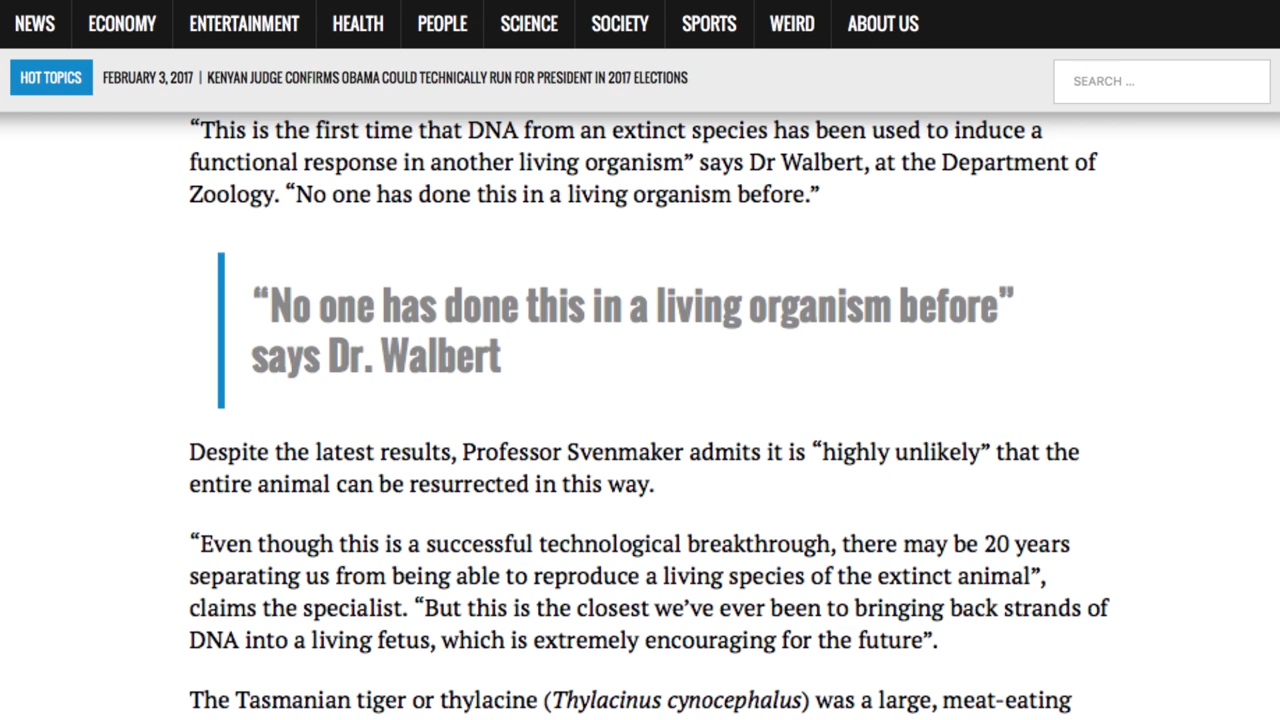 NEWS ECONOMY ENTERTAINMENT HEALTH PEOPLE SCIENCE SOCIETY SPORTS WEIRD ABOUT US
HOT TOPICS FEBRUARY 3, 2017 | KENYAN JUDGE CONFIRMS OBAMA COULD TECHNICALLY RUN FOR PRESIDENT IN 2017 ELECTIONS SEARCH ...
“This is the first time that DNA from an extinct species has been used to induce a
functional response in another living organism” says Dr Walbert, at the Department of
Zoology. “No one has done this in a living organism before.”
“No one has done this in a living organism before”
says Dr. Walbert
Despite the latest results, Professor Svenmaker admits it is “highly unlikely” that the
entire animal can be resurrected in this way.
“Even though this is a successful technological breakthrough, there may be 20 years
separating us from being able to reproduce a living species of the extinct animal”,
claims the specialist. “But this is the closest we’ve ever been to bringing back strands of
DNA into a living fetus, which is extremely encouraging for the future”.
The Tasmanian tiger or thylacine (Thylacinus cynocephalus) was a large, meat-eating